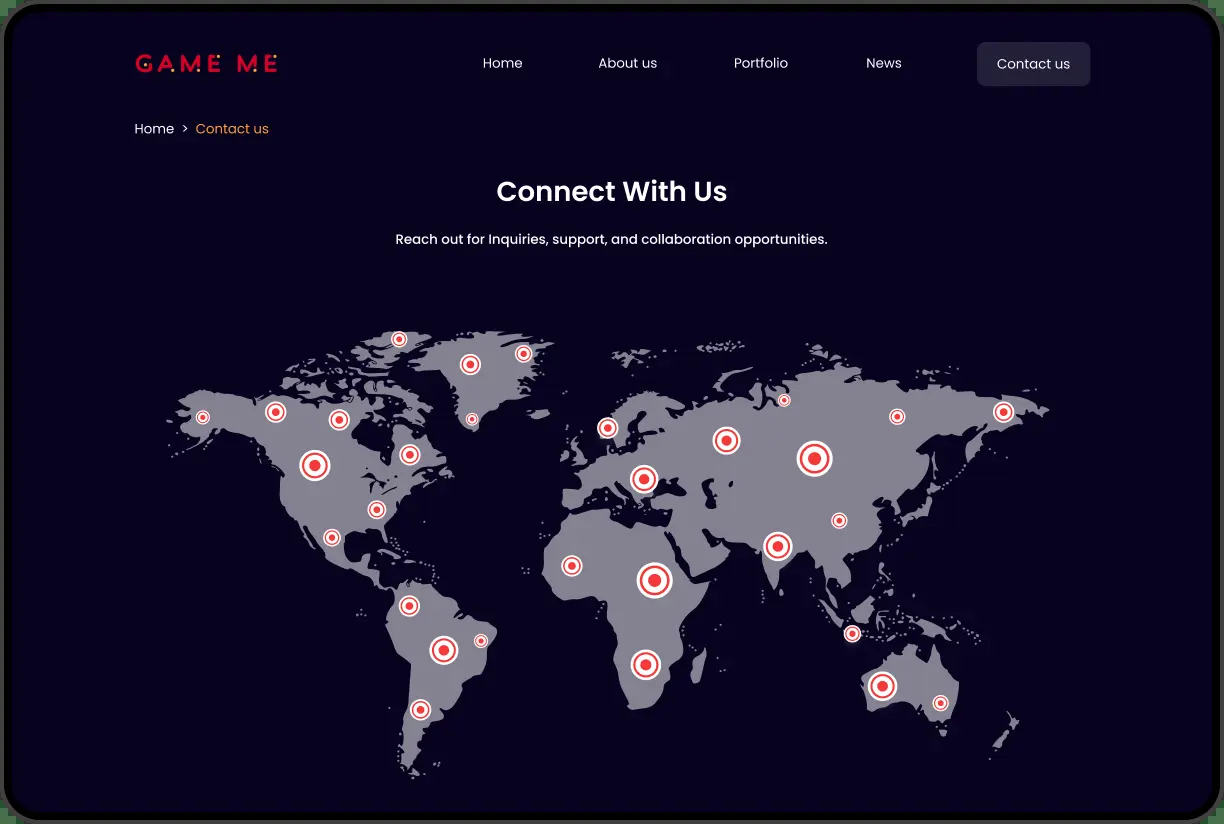 GAME ME
Home
About us
Portfolio
News
Contact us
Home > Contact us
Connect With Us
Reach out for Inquiries, support, and collaboration opportunities.